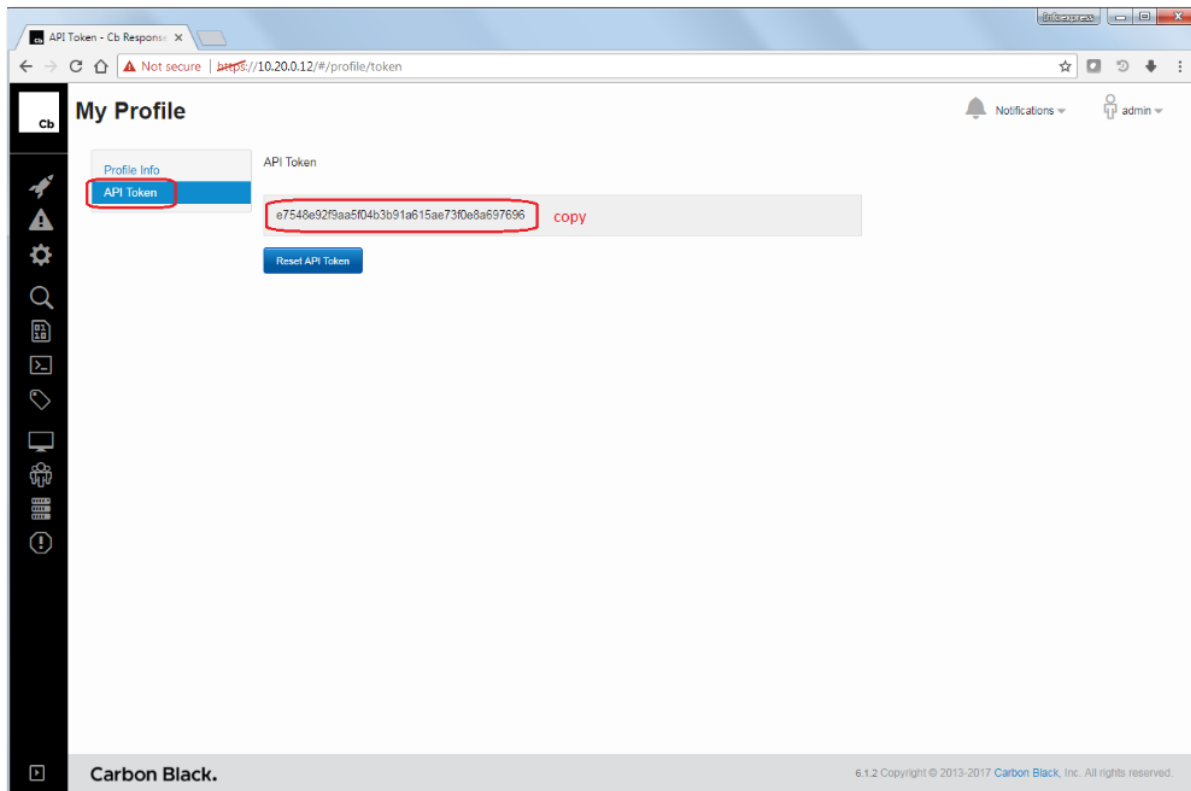 API Token - Cb Response
Not secure | https://10.20.0.12/#/profile/token
Cb
My Profile
Notifications
admin
Profile Info
API Token
API Token
e7548e92f9aa5f04b3b91a615ae73f0e8a697696
copy
Reset API Token
Carbon Black.
6.1.2 Copyright © 2013-2017 Carbon Black, Inc. All rights reserved.